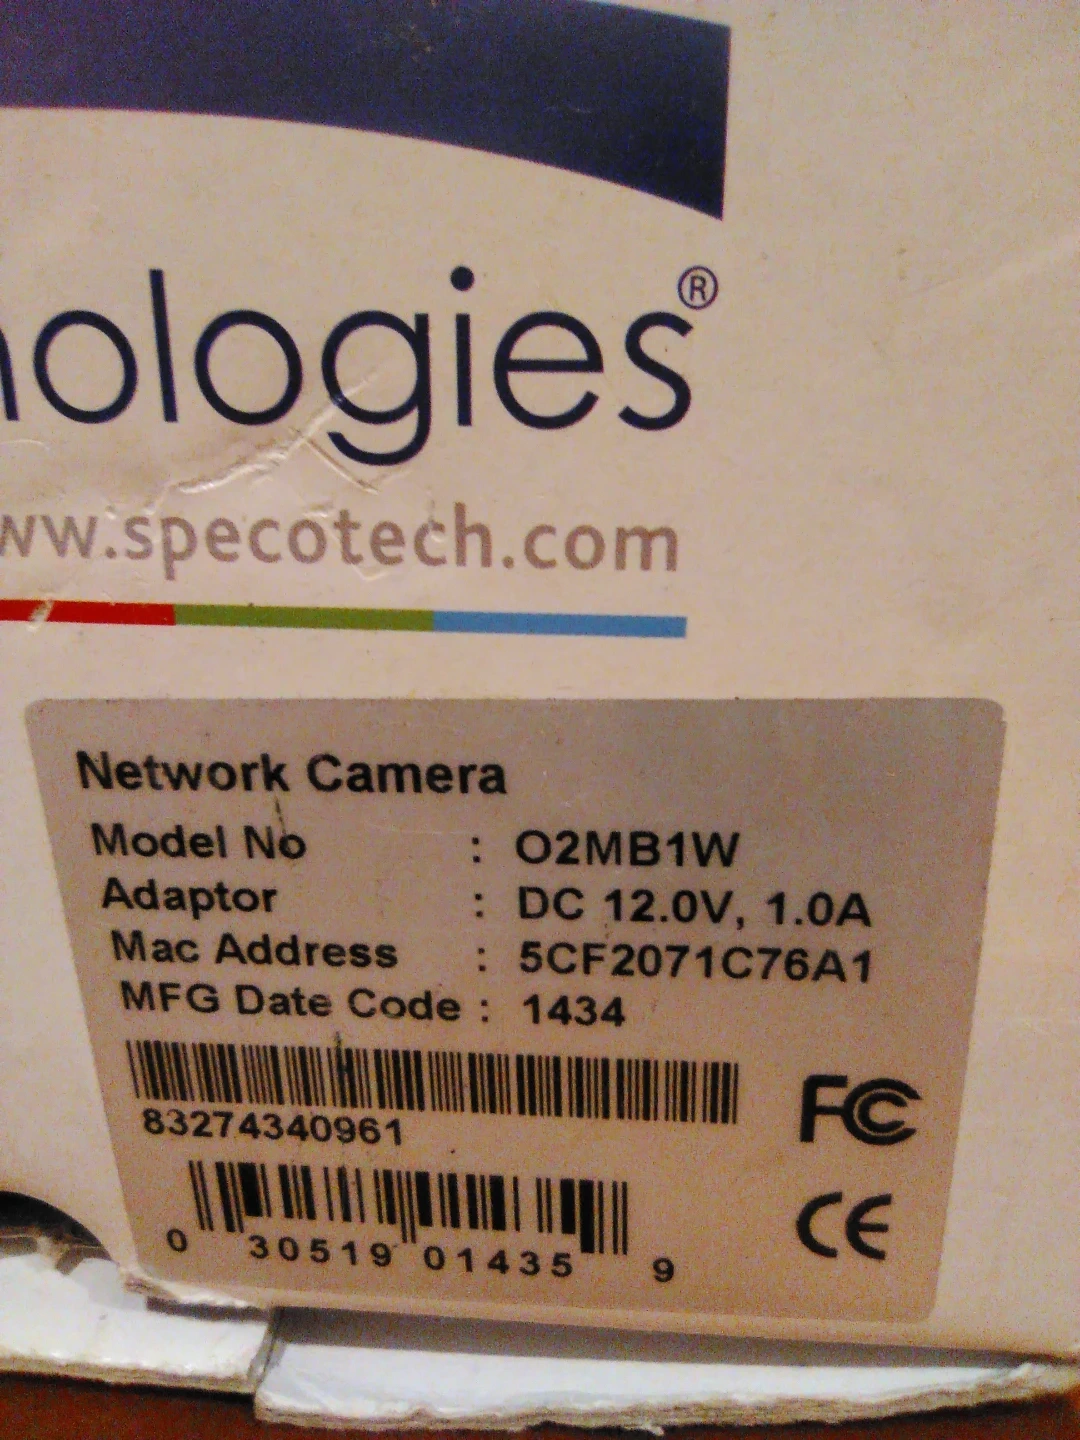 nologies®
ww.specotech.com
Network Camera
Model No : O2MB1W
Adaptor : DC 12.0V, 1.0A
Mac Address : 5CF2071C76A1
MFG Date Code : 1434
83274340961
FC
CE
0 30519 01435 9